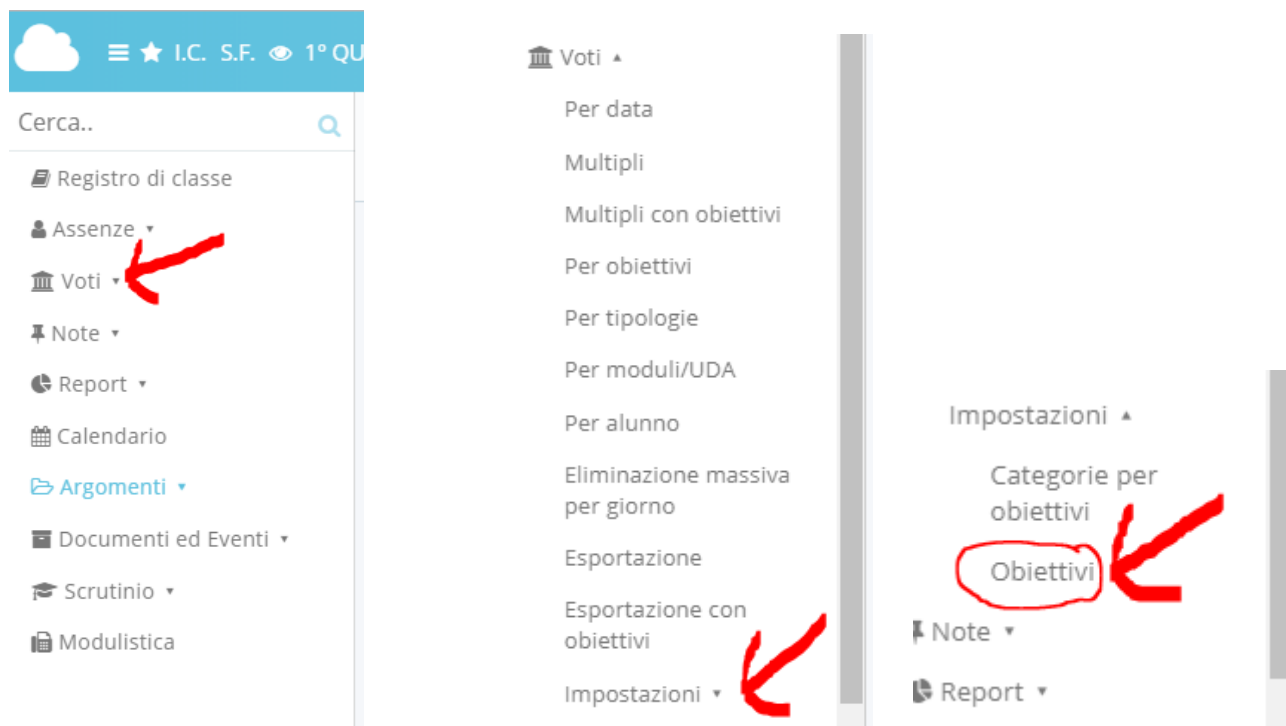 I.C. S.F. 1° QU
Cerca..
Registro di classe
Assenze
Voti
Note
Report
Calendario
Argomenti
Documenti ed Eventi
Scrutinio
Modulistica
Voti
Per data
Multipli
Multipli con obiettivi
Per obiettivi
Per tipologie
Per moduli/UDA
Per alunno
Eliminazione massiva
per giorno
Esportazione
Esportazione con
obiettivi
Impostazioni
Impostazioni
Categorie per
obiettivi
Obiettivi
Note
Report